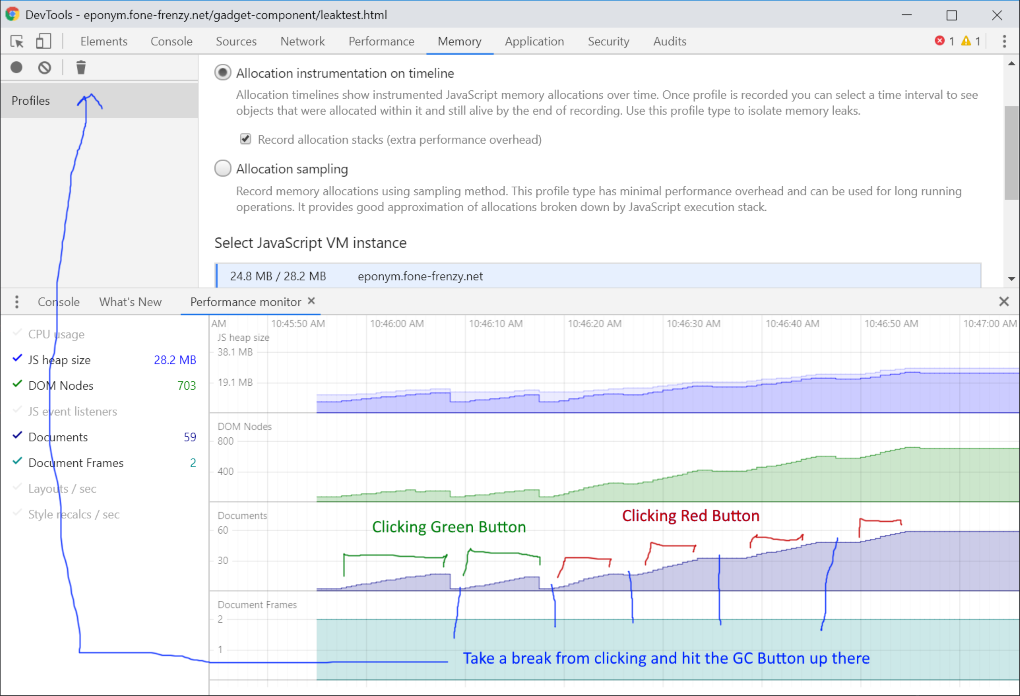 DevTools - eponym.fone-frenzy.net/gadget-component/leaktest.html
Elements Console Sources Network Performance Memory Application Security Audits 1 1
Profiles
Allocation instrumentation on timeline
Allocation timelines show instrumented JavaScript memory allocations over time. Once profile is recorded you can select a time interval to see
objects that were allocated within it and still alive by the end of recording. Use this profile type to isolate memory leaks.
Record allocation stacks (extra performance overhead)
Allocation sampling
Record memory allocations using sampling method. This profile type has minimal performance overhead and can be used for long running
operations. It provides good approximation of allocations broken down by JavaScript execution stack.
Select JavaScript VM instance
24.8 MB / 28.2 MB eponym.fone-frenzy.net
Console What's New Performance monitor
CPU usage
JS heap size 28.2 MB
DOM Nodes 703
JS event listeners
Documents 59
Document Frames 2
Layouts / sec
Style recalcs / sec
AM 10:45:50 AM 10:46:00 AM 10:46:10 AM 10:46:20 AM 10:46:30 AM 10:46:40 AM 10:46:50 AM 10:47:00 AM
JS heap size
38.1 MB
19.1 MB
DOM Nodes
800
400
Documents
60
30
Clicking Green Button
Clicking Red Button
Document Frames
2
1
Take a break from clicking and hit the GC Button up there